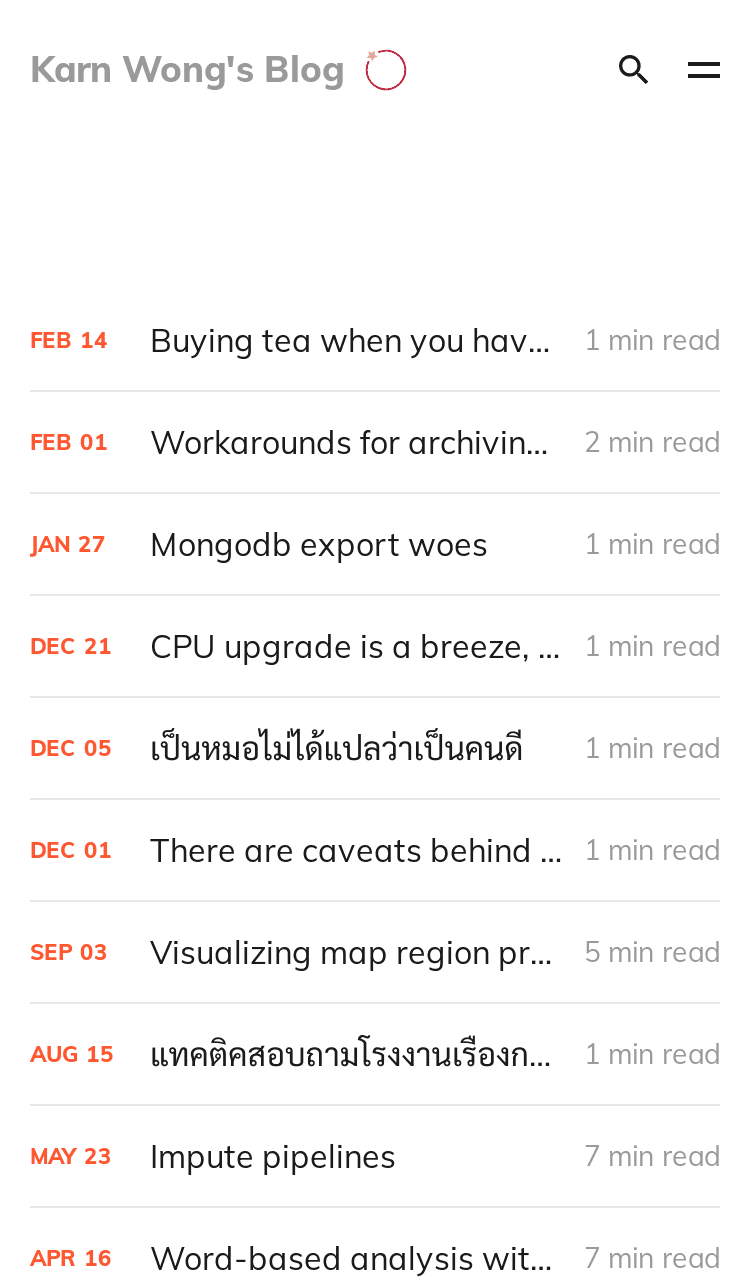 Karn Wong's Blog
FEB 14 Buying tea when you hav... 1 min read
FEB 01 Workarounds for archivin... 2 min read
JAN 27 Mongodb export woes 1 min read
DEC 21 CPU upgrade is a breeze, ... 1 min read
DEC 05 เป็นหมอไม่ได้แปลว่าเป็นคนดี 1 min read
DEC 01 There are caveats behind ... 1 min read
SEP 03 Visualizing map region pr... 5 min read
AUG 15 แทคติคสอบถามโรงงานเรื่องก... 1 min read
MAY 23 Impute pipelines 7 min read
APR 16 Word-based analysis wit... 7 min read